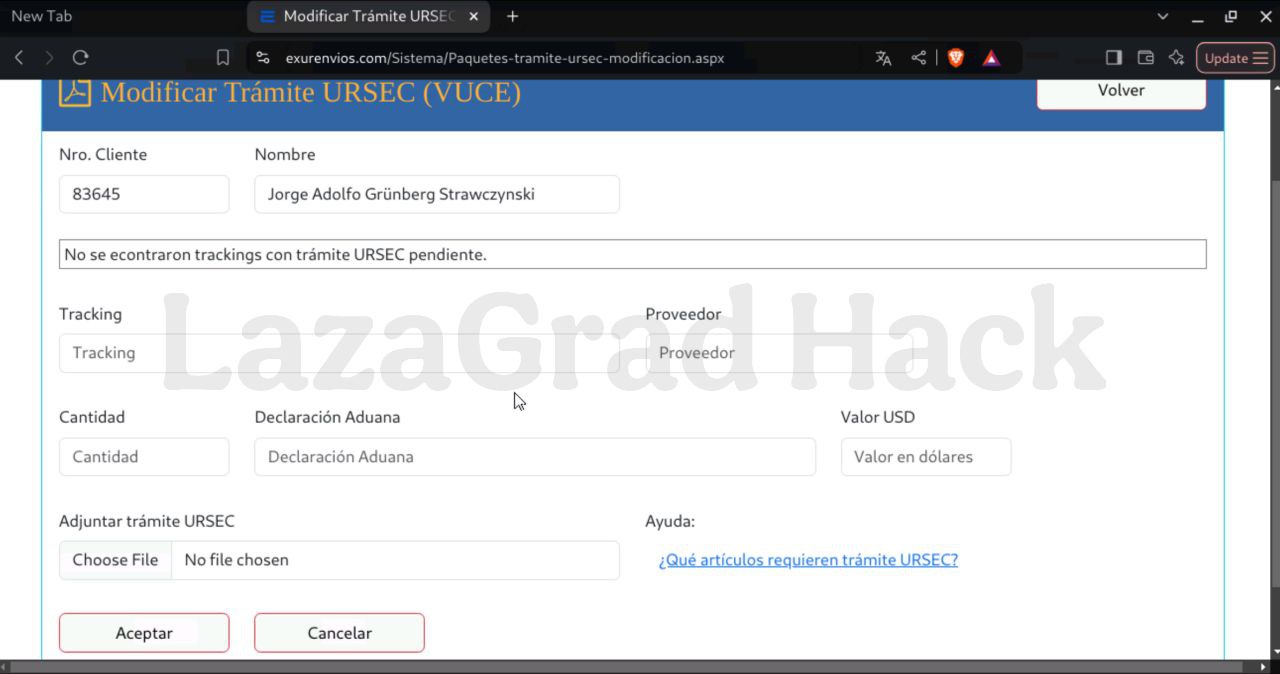 New Tab
Modificar Trámite URSEC
exurenvios.com/Sistema/Paquetes-tramite-ursec-modificacion.aspx
Update
Modificar Trámite URSEC (VUCE)
Volver
Nro. Cliente
Nombre
83645
Jorge Adolfo Grünberg Strawczynski
No se econtraron trackings con trámite URSEC pendiente.
LazaGrad Hack
Tracking
Proveedor
Tracking
Proveedor
Cantidad
Declaración Aduana
Valor USD
Cantidad
Declaración Aduana
Valor en dólares
Adjuntar trámite URSEC
Ayuda:
Choose File
No file chosen
¿Qué artículos requieren trámite URSEC?
Aceptar
Cancelar